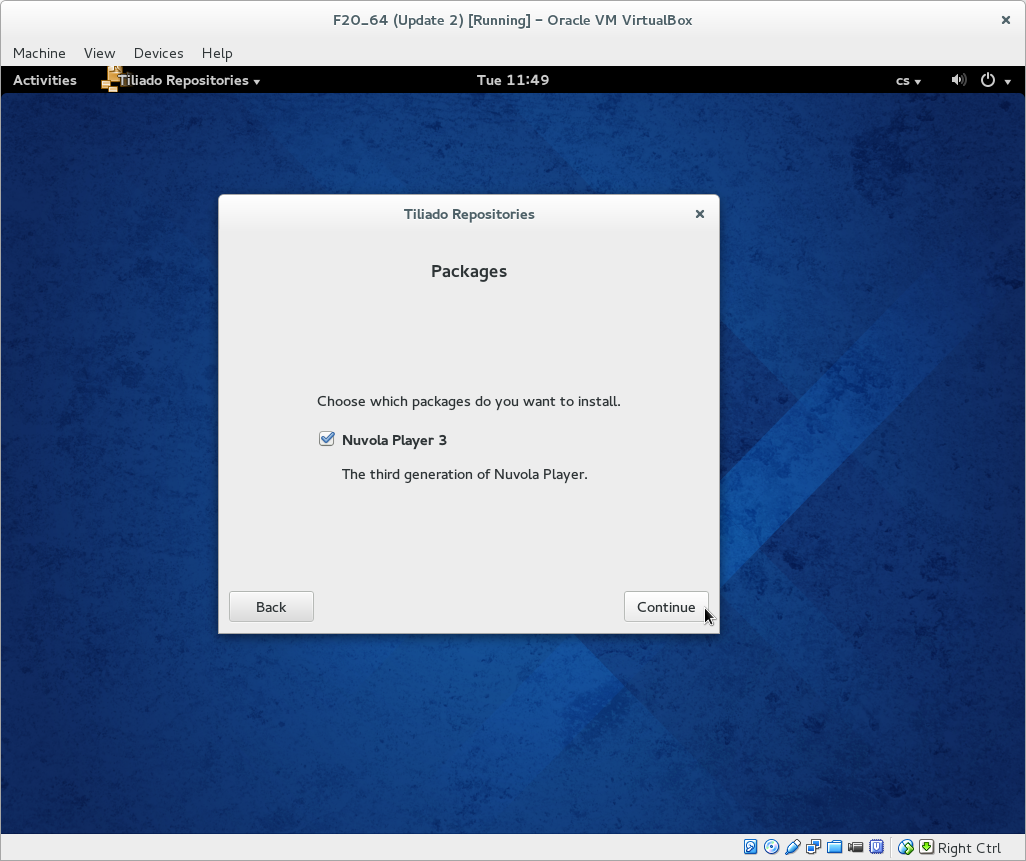 F20_64 (Update 2) [Running] – Oracle VM VirtualBox
Machine View Devices Help
Activities Tiliado Repositories Tue 11:49 cs
Tiliado Repositories
Packages
Choose which packages do you want to install.
Nuvola Player 3
The third generation of Nuvola Player.
Back Continue
Right Ctrl